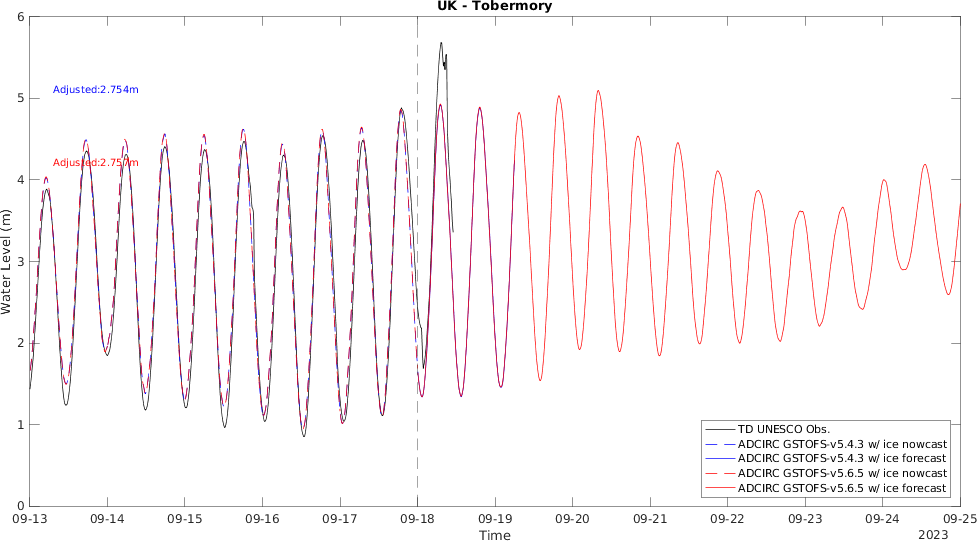 UK - Tobermory
6
5
4
3
2
1
0
Water Level (m)
Adjusted:2.754m
Adjusted:2.757m
TD UNESCO Obs.
ADCIRC GSTOFS-v5.4.3 w/ ice nowcast
ADCIRC GSTOFS-v5.4.3 w/ ice forecast
ADCIRC GSTOFS-v5.6.5 w/ ice nowcast
ADCIRC GSTOFS-v5.6.5 w/ ice forecast
09-13 09-14 09-15 09-16 09-17 09-18 09-19 09-20 09-21 09-22 09-23 09-24 09-25
Time
2023